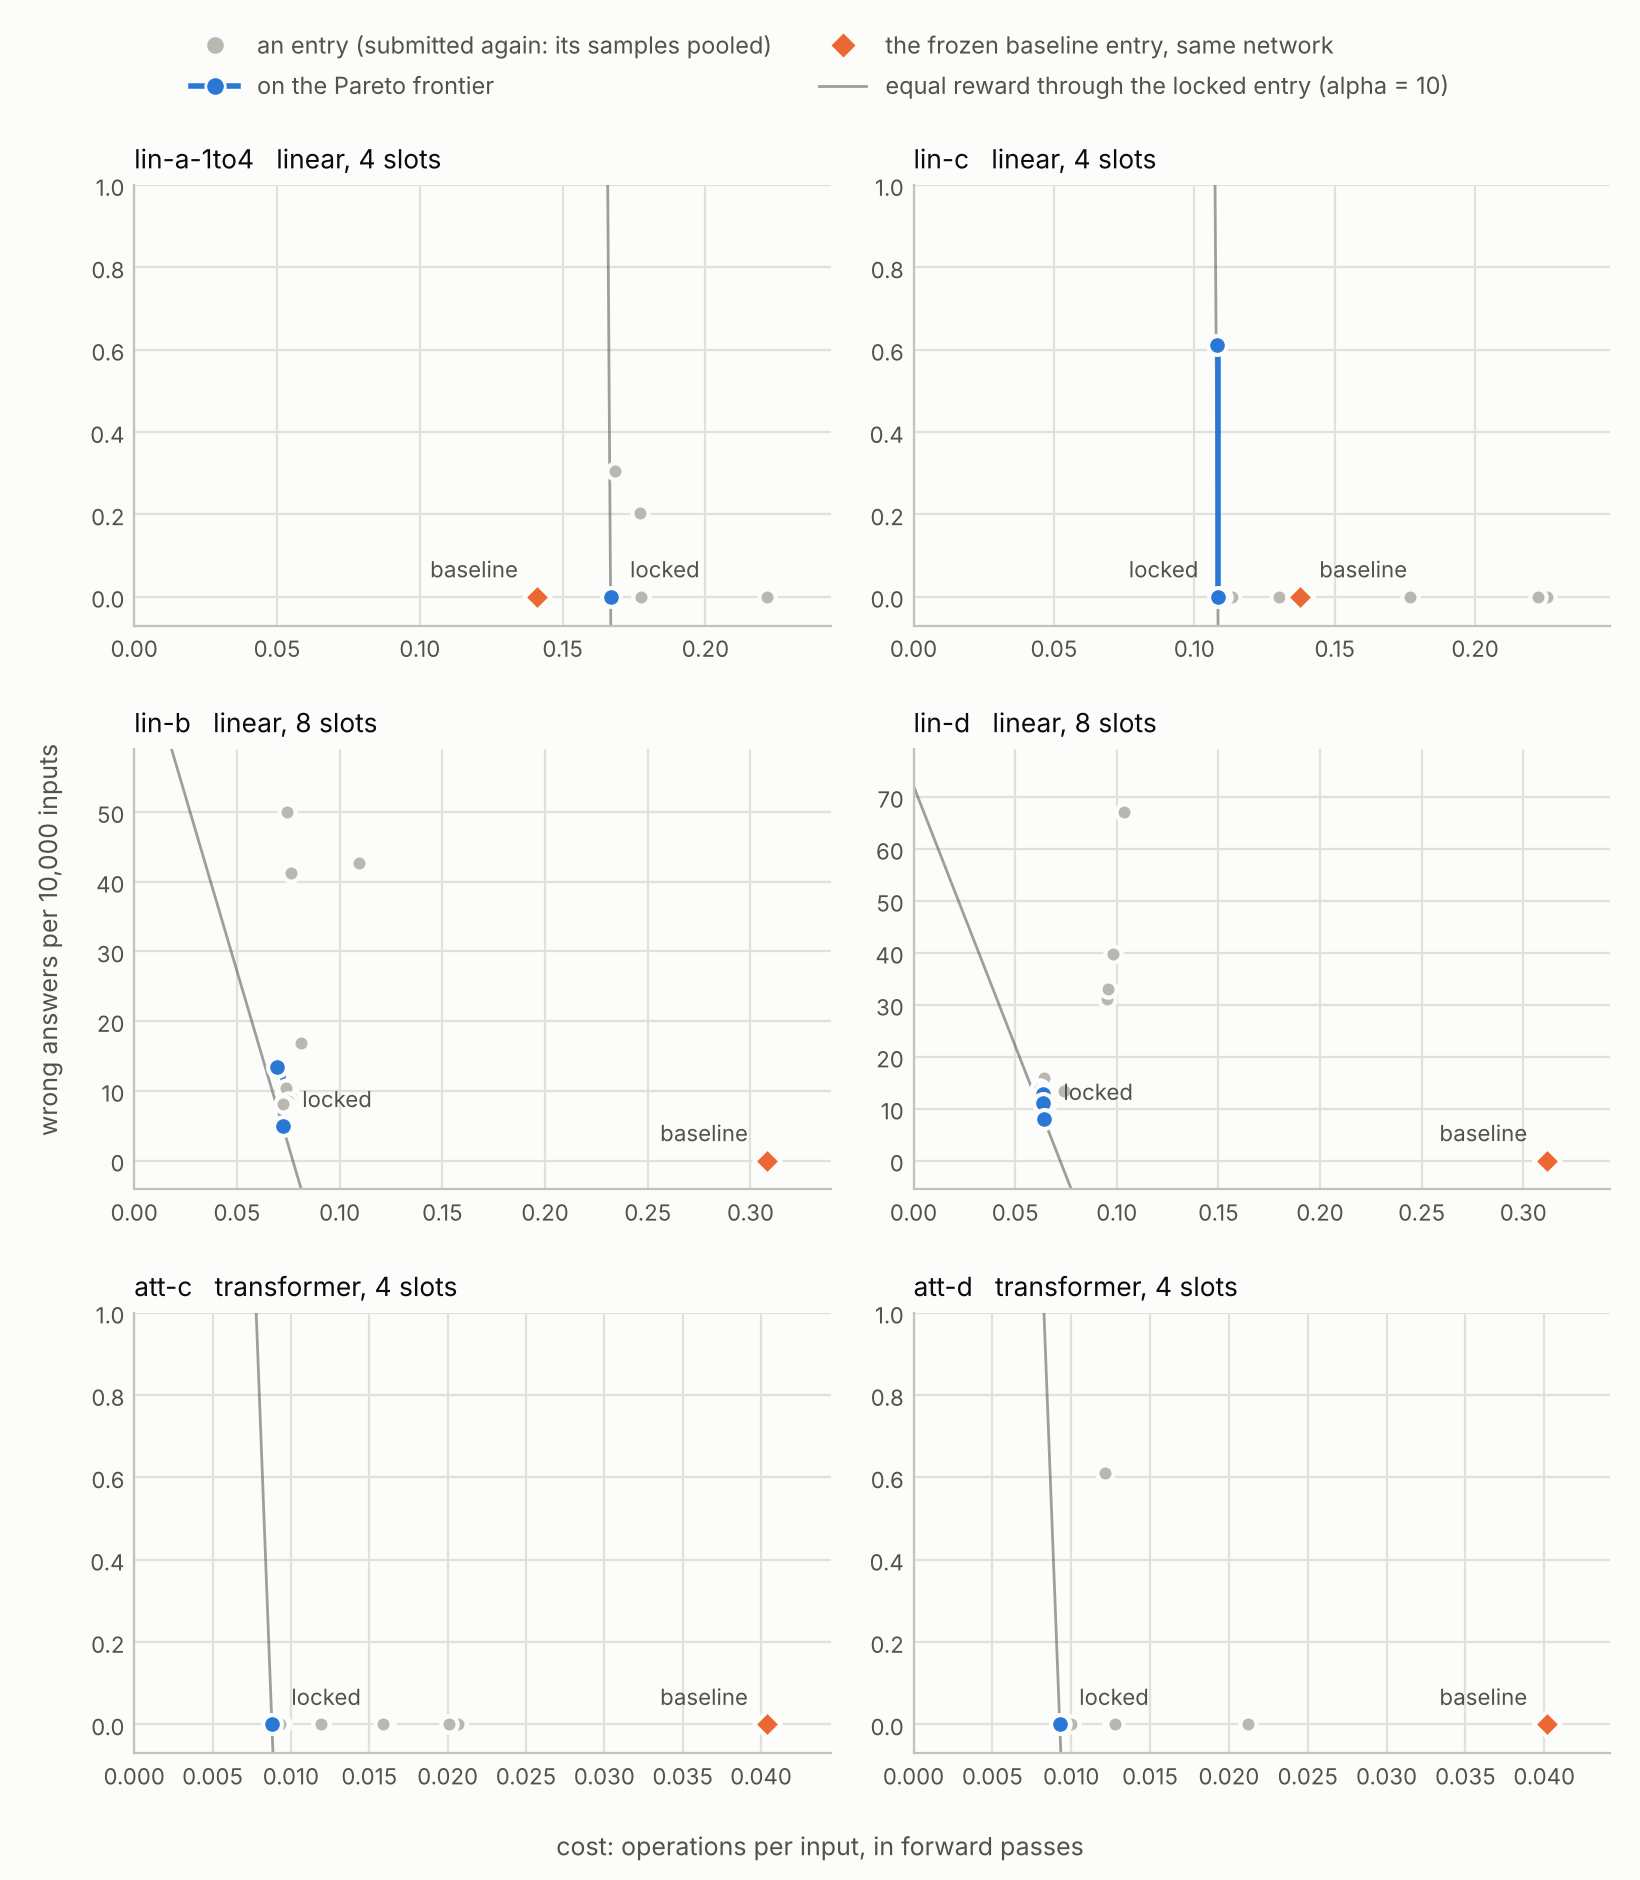 an entry (submitted again: its samples pooled)
the frozen baseline entry, same network
on the Pareto frontier
equal reward through the locked entry (alpha = 10)
lin-a-1to4 linear, 4 slots
1.0
0.8
0.6
0.4
0.2
0.0
baseline
locked
0.00 0.05 0.10 0.15 0.20
lin-c linear, 4 slots
1.0
0.8
0.6
0.4
0.2
0.0
locked
baseline
0.00 0.05 0.10 0.15 0.20
wrong answers per 10,000 inputs
lin-b linear, 8 slots
50
40
30
20
10
0
locked
baseline
0.00 0.05 0.10 0.15 0.20 0.25 0.30
lin-d linear, 8 slots
70
60
50
40
30
20
10
0
locked
baseline
0.00 0.05 0.10 0.15 0.20 0.25 0.30
att-c transformer, 4 slots
1.0
0.8
0.6
0.4
0.2
0.0
locked
baseline
0.000 0.005 0.010 0.015 0.020 0.025 0.030 0.035 0.040
att-d transformer, 4 slots
1.0
0.8
0.6
0.4
0.2
0.0
locked
baseline
0.000 0.005 0.010 0.015 0.020 0.025 0.030 0.035 0.040
cost: operations per input, in forward passes